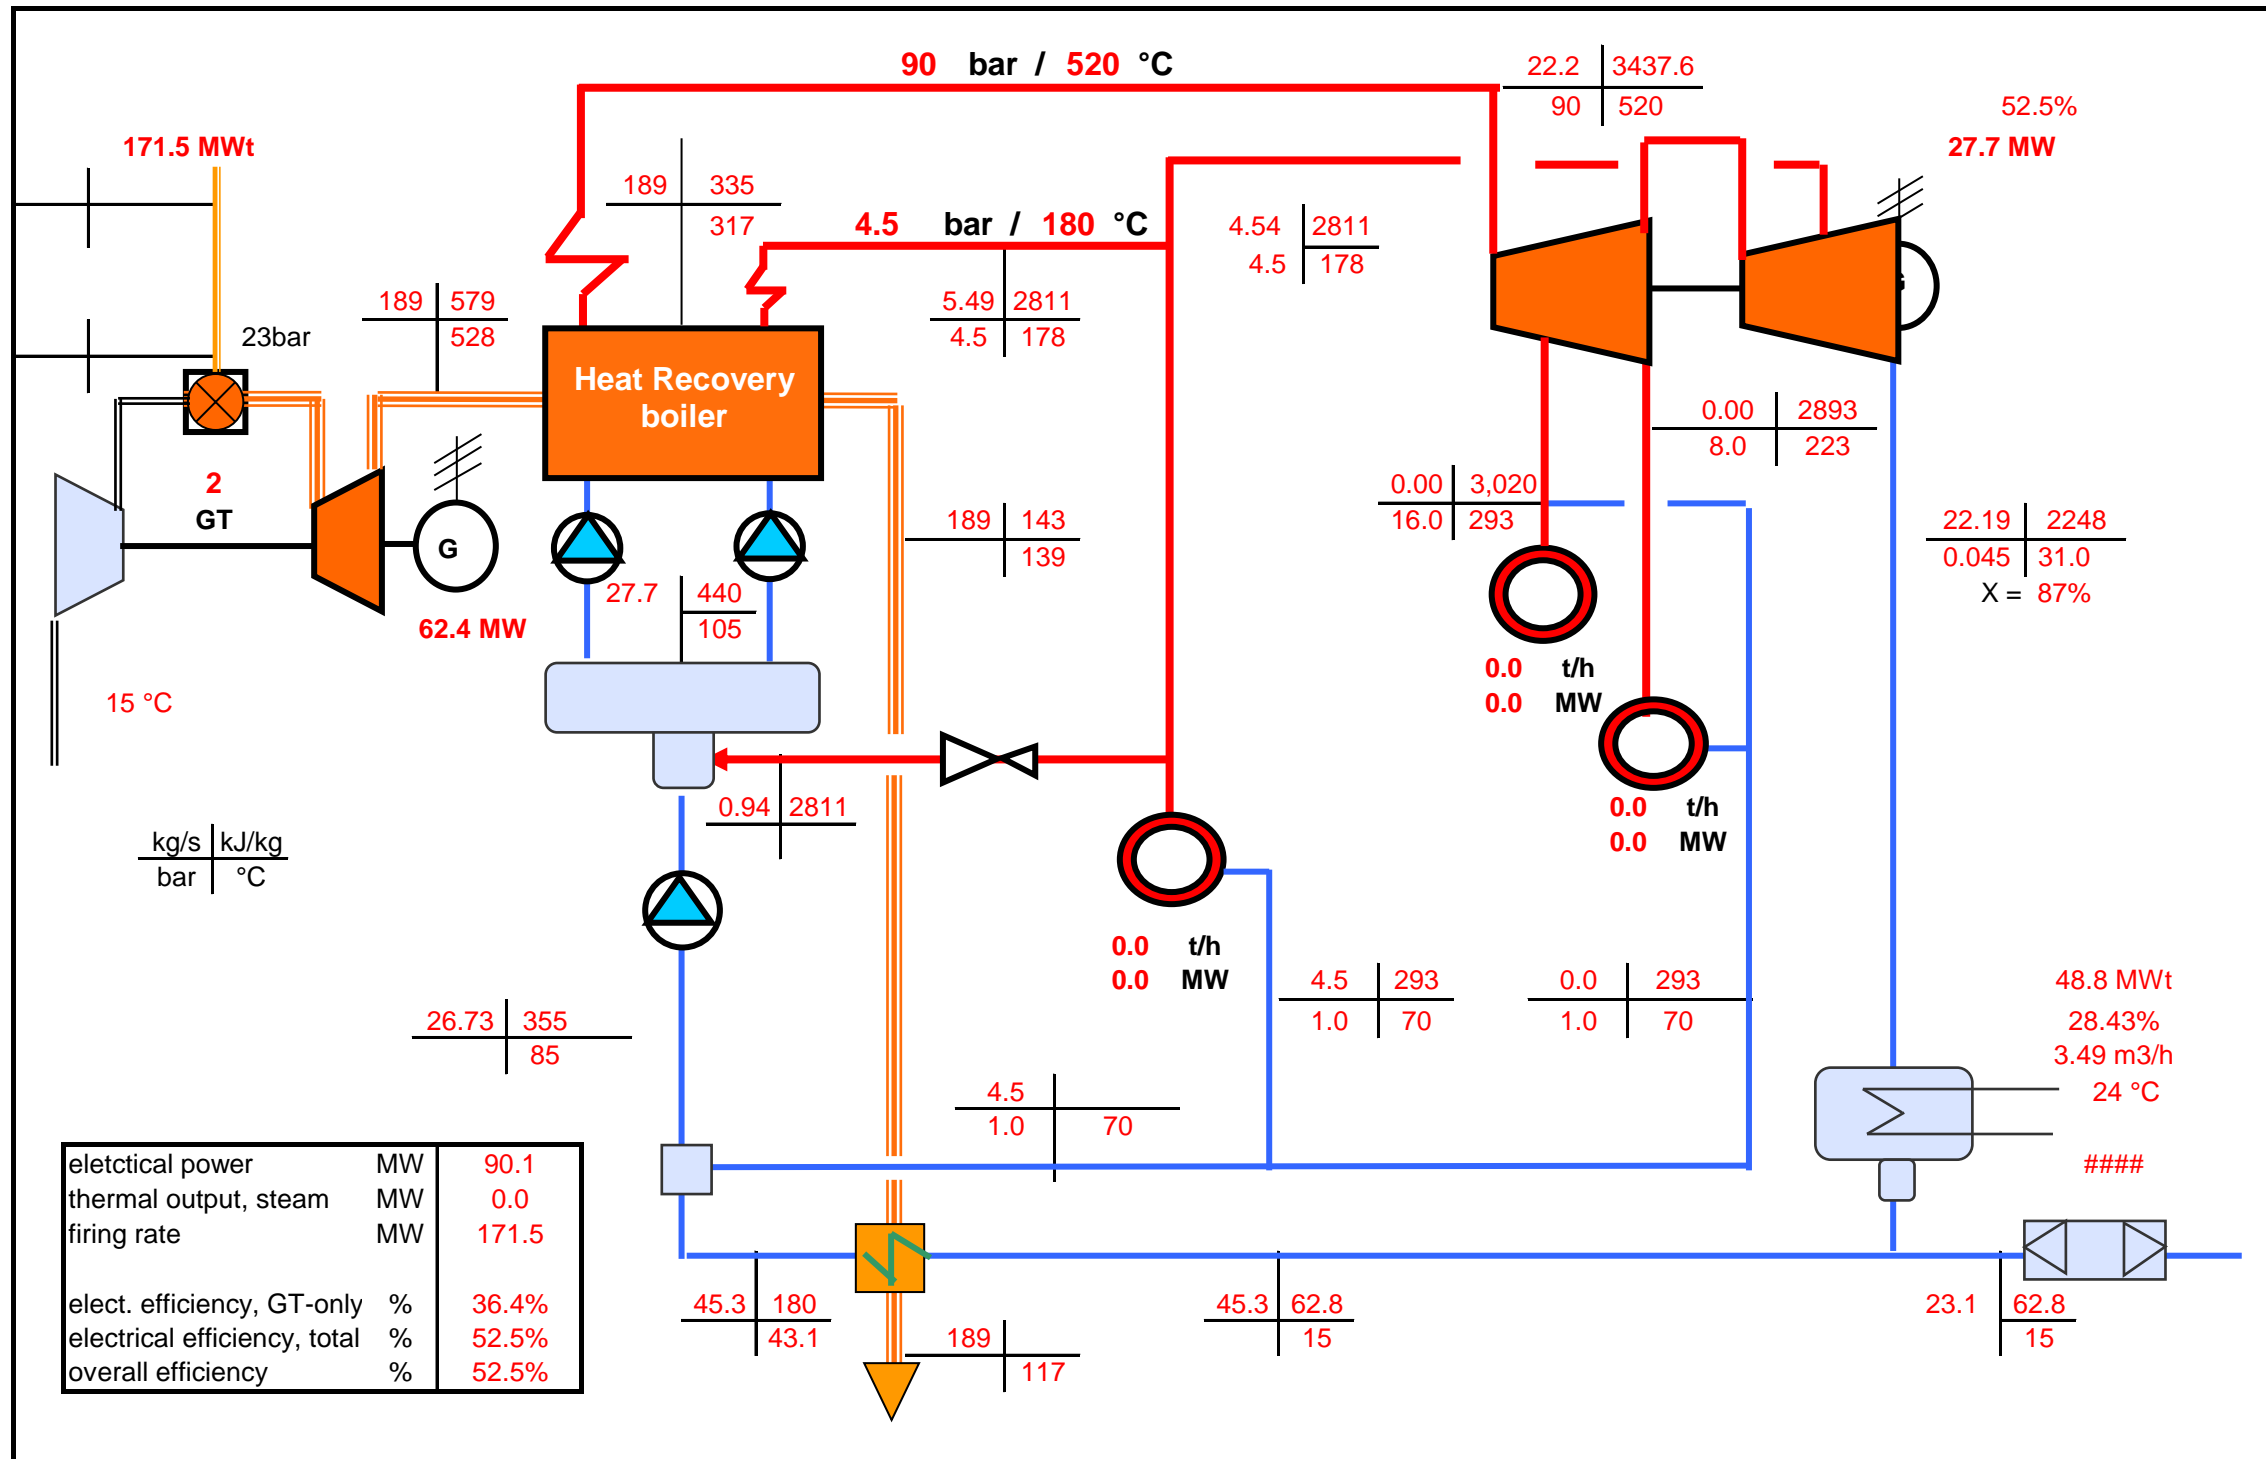 90 bar / 520 °C
22.2 3437.6
90 520
52.5%
27.7 MW
171.5 MWt
189 335
317
4.5 bar / 180 °C
4.54 2811
4.5 178
189 579
528
23bar
5.49 2811
4.5 178
Heat Recovery
boiler
0.00 2893
8.0 223
2
GT
0.00 3,020
16.0 293
189 143
139
22.19 2248
0.045 31.0
X = 87%
G
62.4 MW
27.7 440
105
0.0 t/h
0.0 MW
15 °C
0.94 2811
0.0 t/h
0.0 MW
kg/s kJ/kg
bar °C
0.0 t/h
0.0 MW
4.5 293
1.0 70
0.0 293
1.0 70
48.8 MWt
28.43%
3.49 m3/h
24 °C
26.73 355
85
4.5
1.0 70
####
eletctical power MW 90.1
thermal output, steam MW 0.0
firing rate MW 171.5
elect. efficiency, GT-only % 36.4%
electrical efficiency, total % 52.5%
overall efficiency % 52.5%
45.3 180
43.1
189
117
45.3 62.8
15
23.1 62.8
15